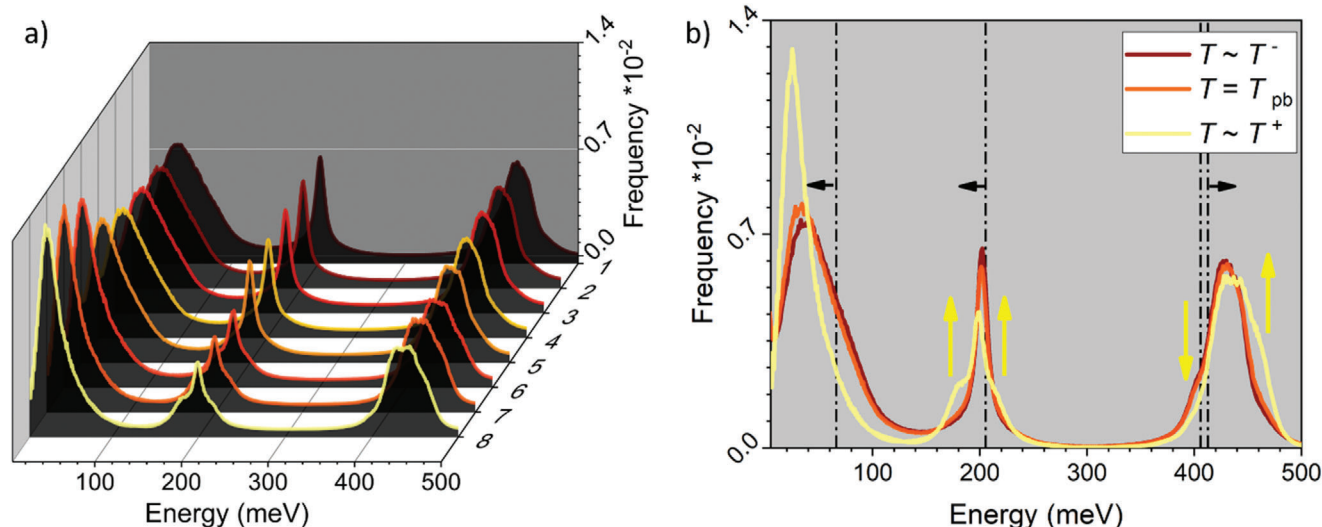 a)
1.4
0.7
0.0
Frequency *10-2
1
2
3
4
5
6
7
8
100 200 300 400 500
Energy (meV)
b)
1.4
0.7
0.0
Frequency *10-2
T ~ T -
T = T pb
T ~ T +
100 200 300 400 500
Energy (meV)